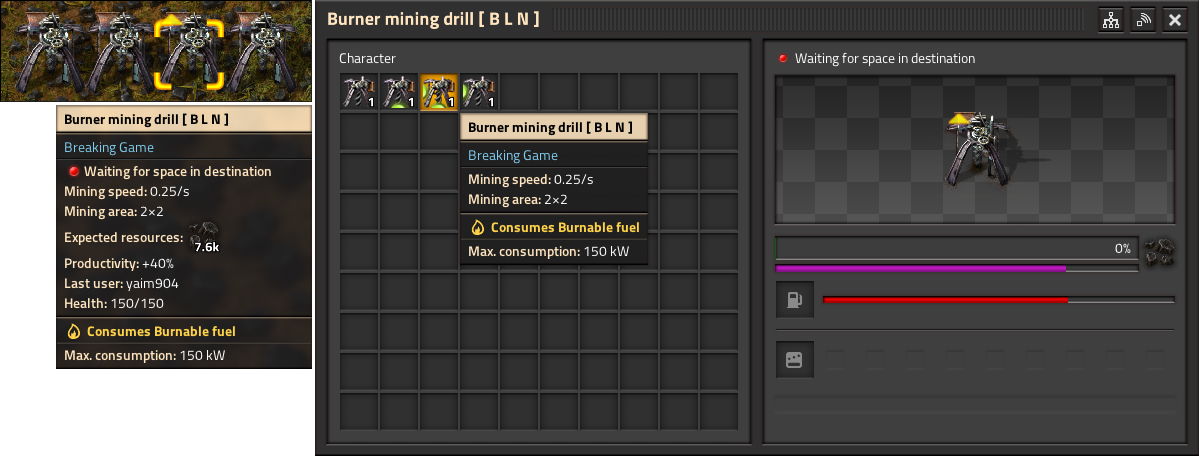 Burner mining drill [ B L N ]
Breaking Game
Waiting for space in destination
Mining speed: 0.25/s
Mining area: 2×2
Expected resources: 7.6k
Productivity: +40%
Last user: yaim904
Health: 150/150
Consumes Burnable fuel
Max. consumption: 150 kW
Burner mining drill [ B L N ]
Character
1 1 1 1
Burner mining drill [ B L N ]
Breaking Game
Mining speed: 0.25/s
Mining area: 2×2
Consumes Burnable fuel
Max. consumption: 150 kW
Waiting for space in destination
0%